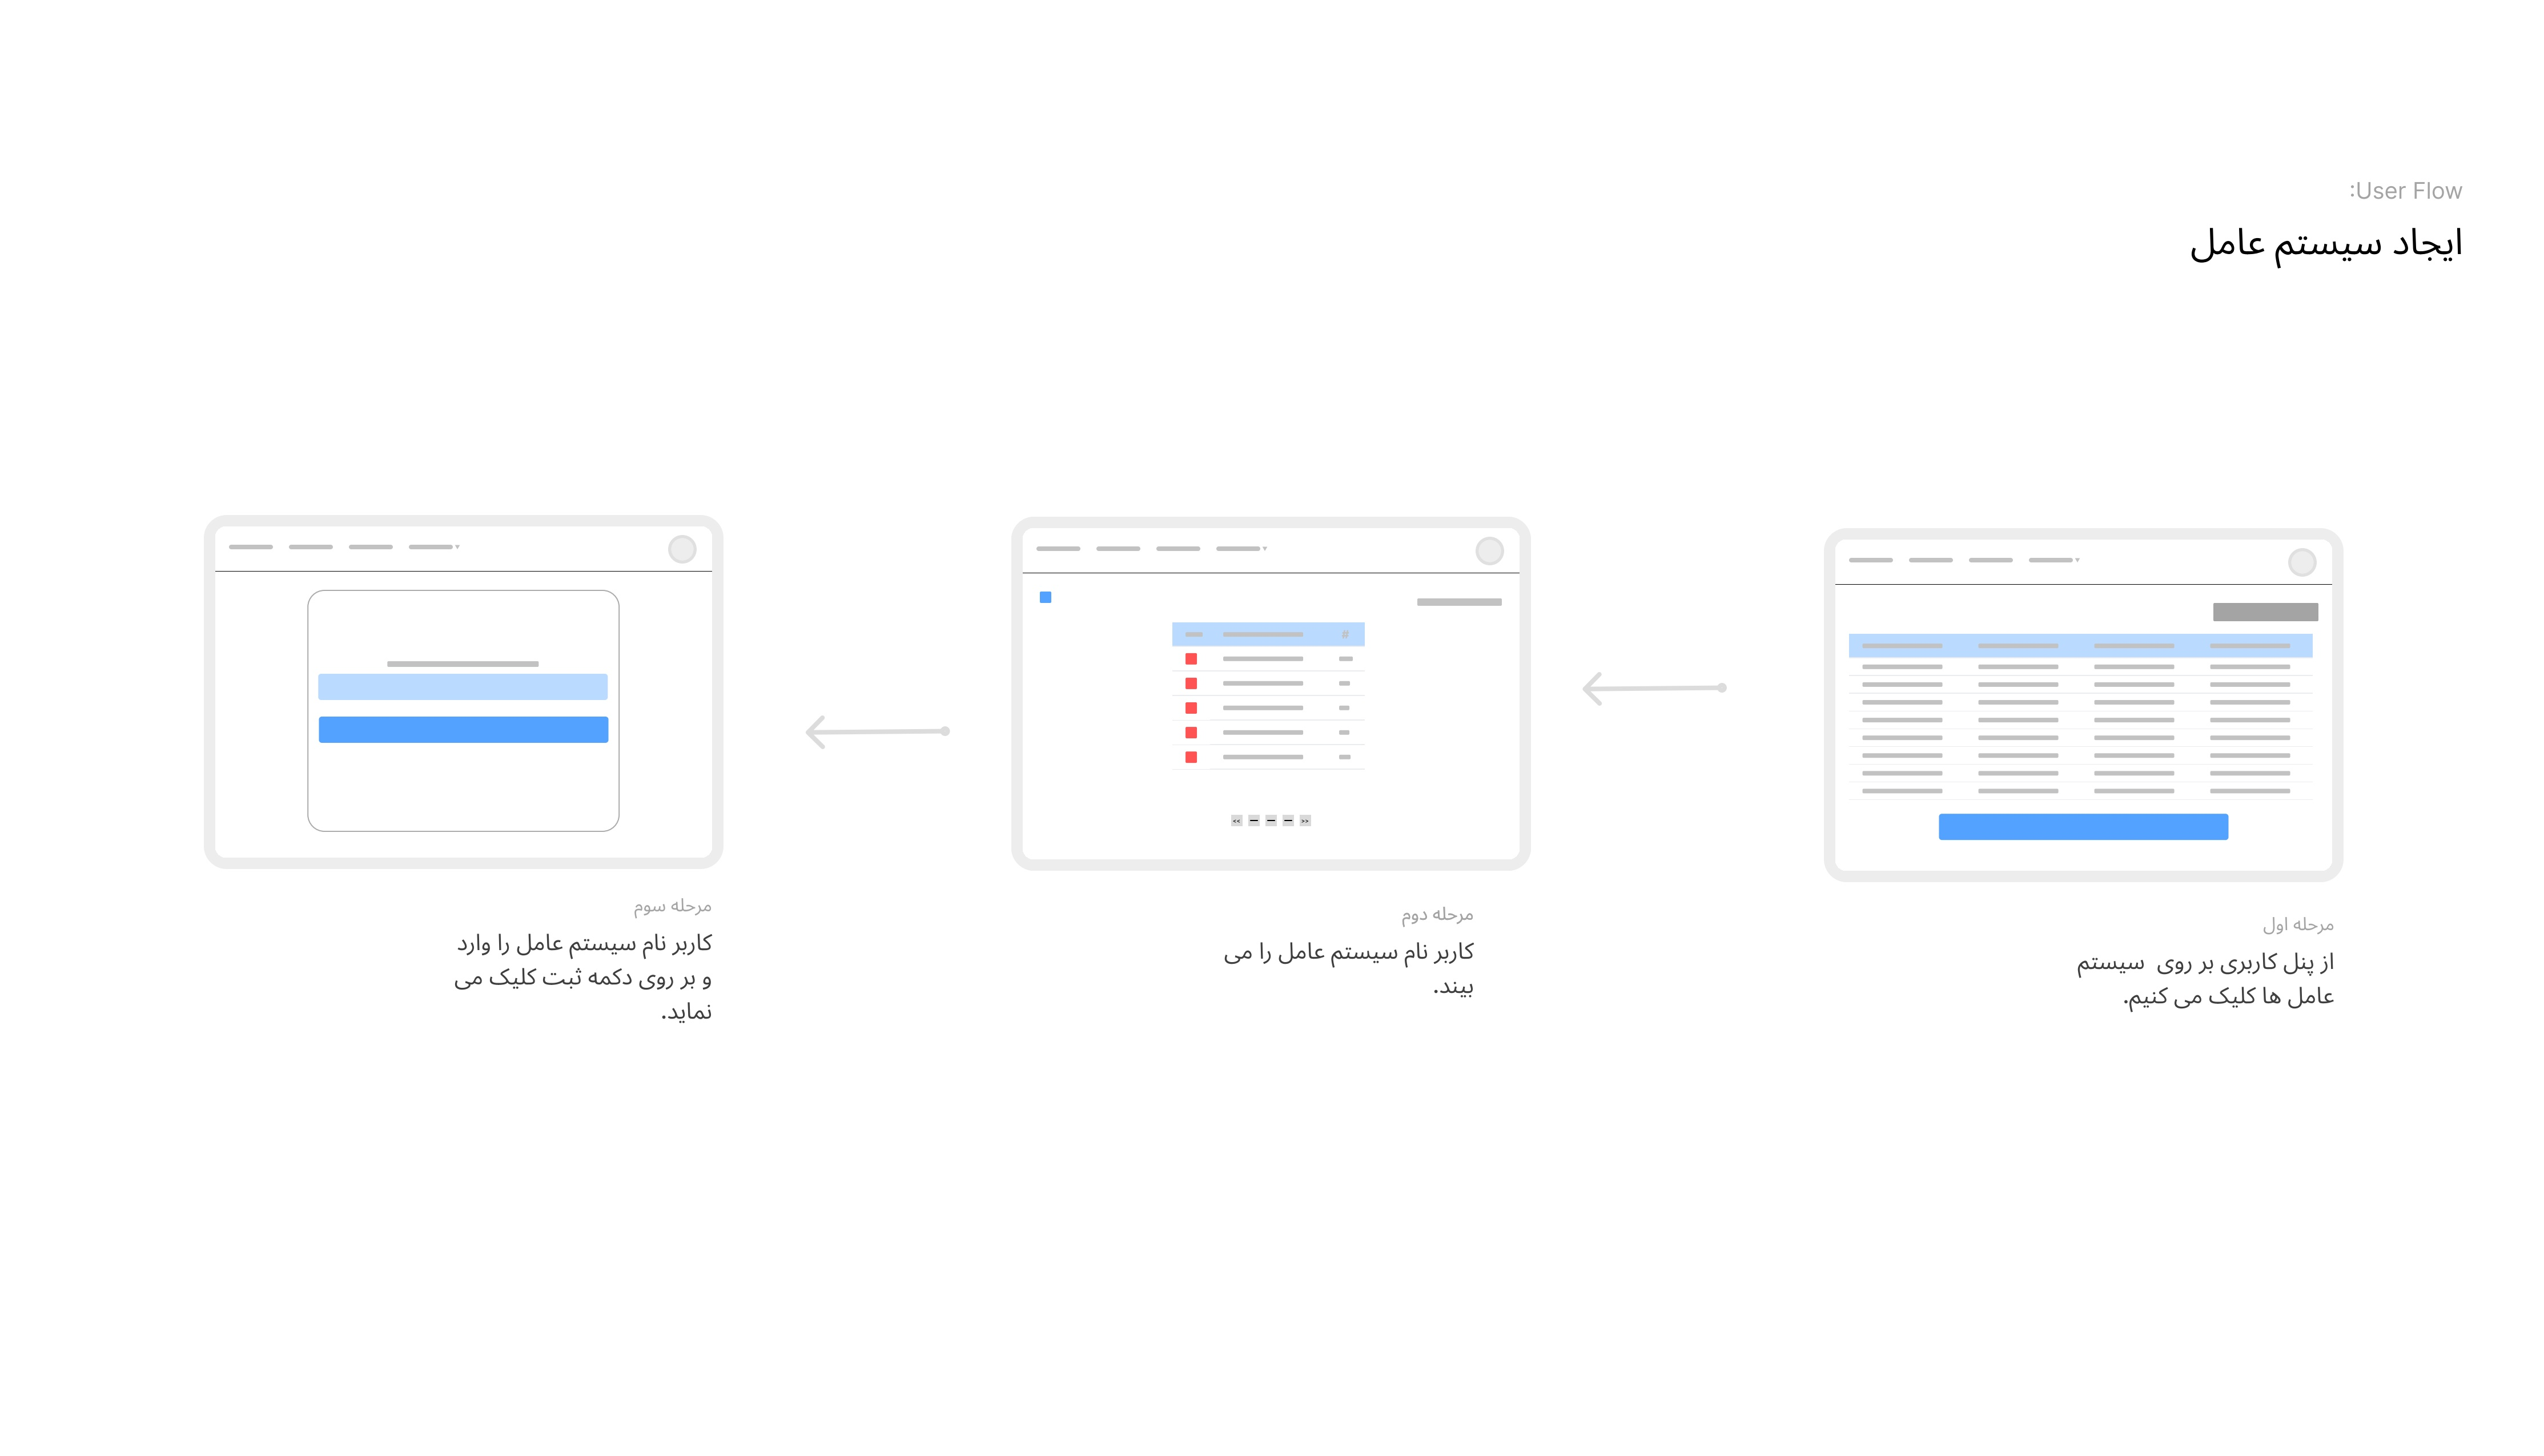 User Flow:
ایجاد سیستم عامل
#
<<
>>
مرحله اول
از پنل کاربری بر روی  سیستم
عامل ها کلیک می کنیم.
مرحله دوم
کاربر نام سیستم عامل را می
بیند.
مرحله سوم
کاربر نام سیستم عامل را وارد
و بر روی دکمه ثبت کلیک می
نماید.